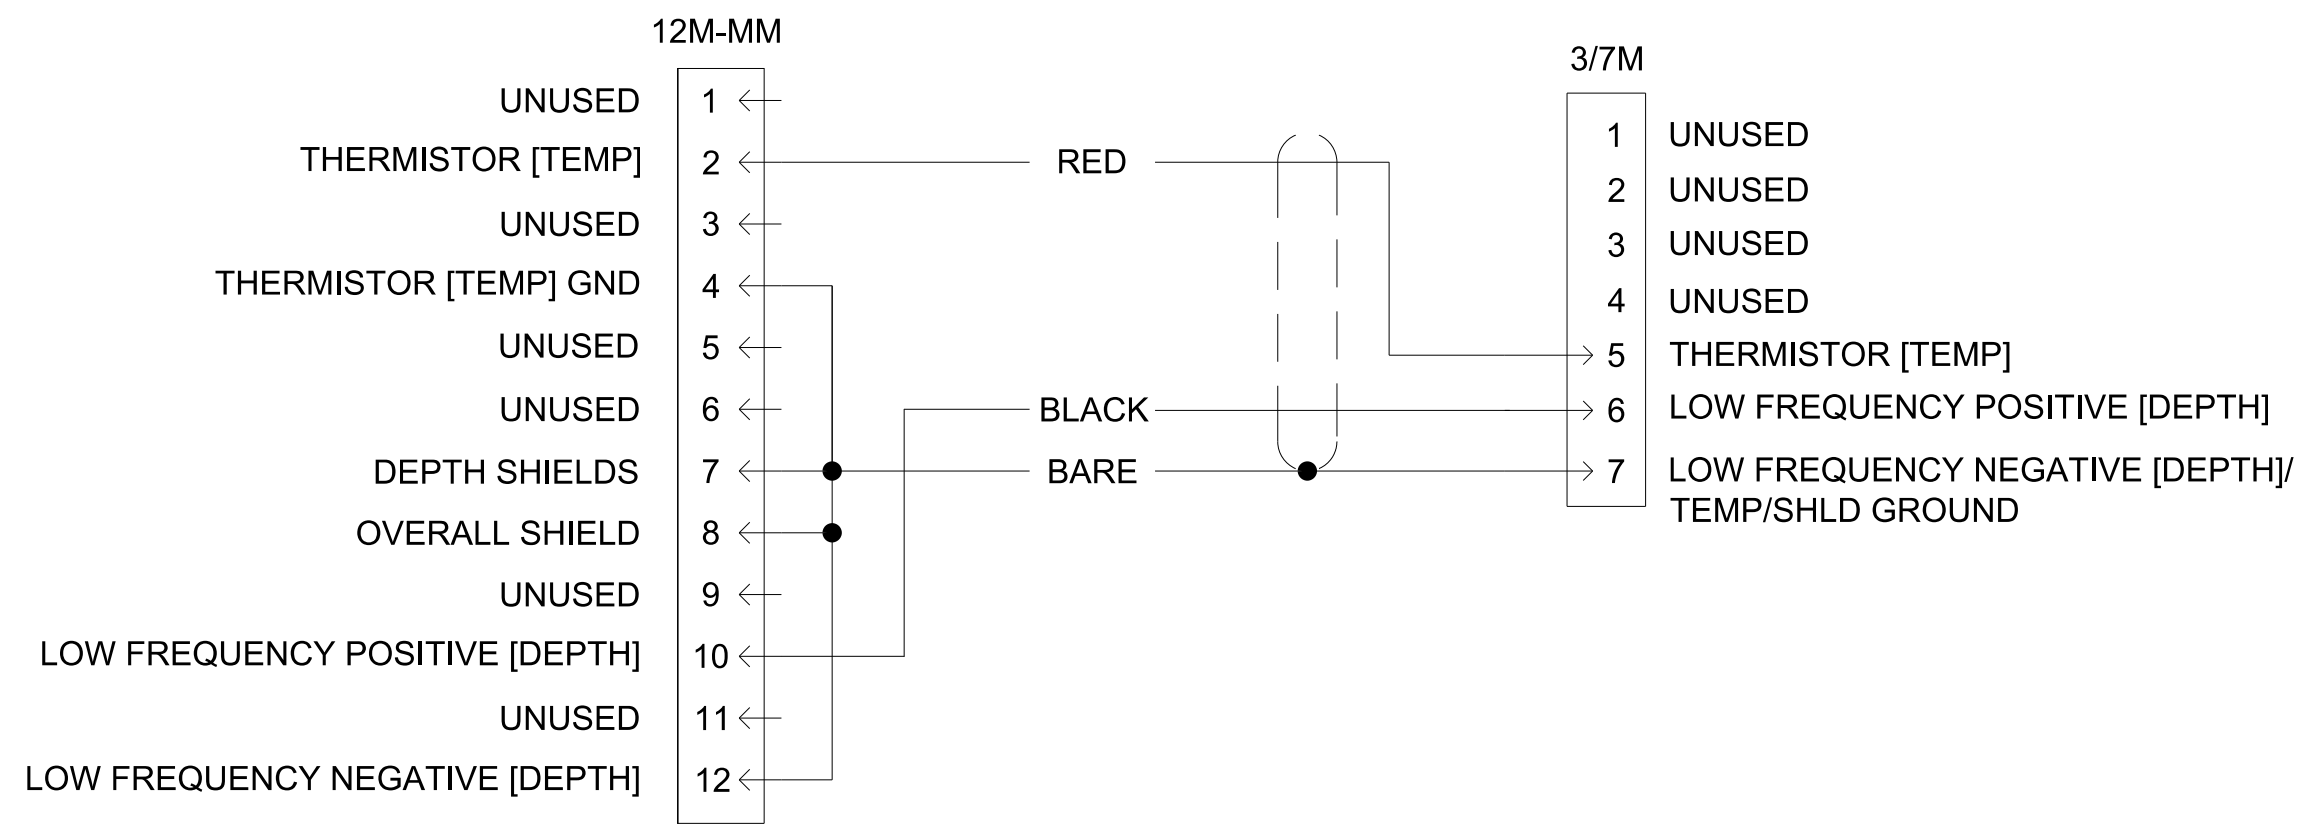 12M-MM
UNUSED 1
THERMISTOR [TEMP] 2
UNUSED 3
THERMISTOR [TEMP] GND 4
UNUSED 5
UNUSED 6
DEPTH SHIELDS 7
OVERALL SHIELD 8
UNUSED 9
LOW FREQUENCY POSITIVE [DEPTH] 10
UNUSED 11
LOW FREQUENCY NEGATIVE [DEPTH] 12
RED
BLACK
BARE
3/7M
1 UNUSED
2 UNUSED
3 UNUSED
4 UNUSED
5 THERMISTOR [TEMP]
6 LOW FREQUENCY POSITIVE [DEPTH]
7 LOW FREQUENCY NEGATIVE [DEPTH]/
TEMP/SHLD GROUND